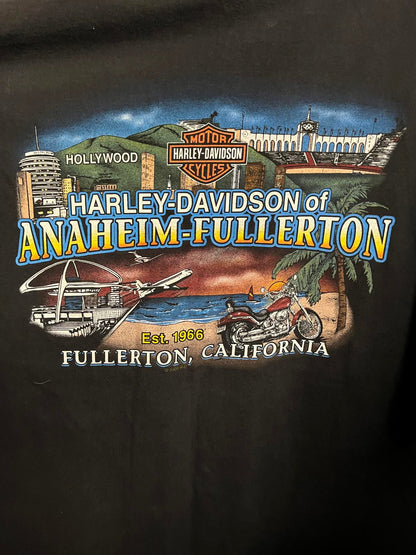 MOTOR
HOLLYWOOD
HARLEY-DAVIDSON
CYCLES
HARLEY-DAVIDSON of
ANAHEIM-FULLERTON
Est. 1966
FULLERTON, CALIFORNIA